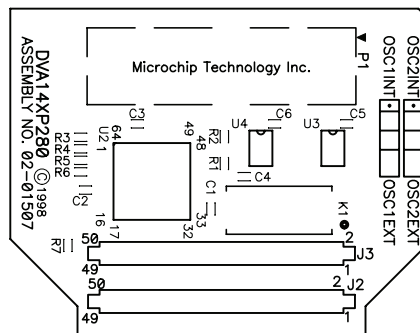 DVA14XP280 ©1998
ASSEMBLY NO. 02-01507
Microchip Technology Inc.
P1
OSC1INT
OSC2INT
OSC1EXT
OSC2EXT
C3
C6
C5
U4
U3
R3
R4
R5
R6
U2
1
64
49
48
R2
R1
C4
C2
C1
16
17
32
33
K1
R7
50
2
J3
49
1
50
2
J2
49
1